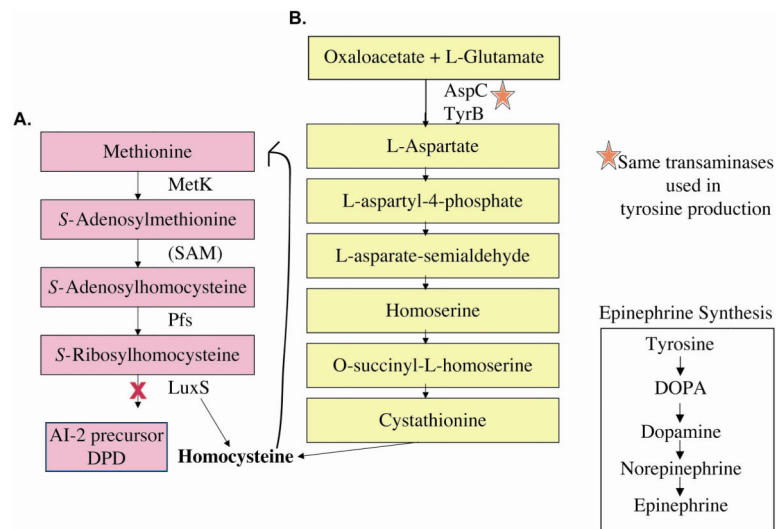 B.
Oxaloacetate + L-Glutamate
AspC
TyrB
A.
Methionine
MetK
S-Adenosylmethionine
(SAM)
S-Adenosylhomocysteine
Pfs
S-Ribosylhomocysteine
X
LuxS
AI-2 precursor
DPD
Homocysteine
L-Aspartate
L-aspartyl-4-phosphate
L-asparate-semialdehyde
Homoserine
O-succinyl-L-homoserine
Cystathionine
Same transaminases
used in
tyrosine production
Epinephrine Synthesis
Tyrosine
DOPA
Dopamine
Norepinephrine
Epinephrine